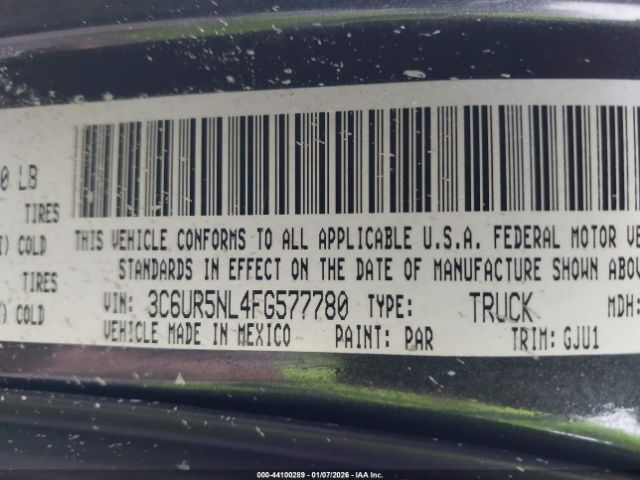 0 LB
TIRES
) COLD
TIRES
) COLD
THIS VEHICLE CONFORMS TO ALL APPLICABLE U.S.A. FEDERAL MOTOR VE
STANDARDS IN EFFECT ON THE DATE OF MANUFACTURE SHOWN ABOVE
VIN: 3C6UR5NL4FG577780 TYPE: TRUCK MDH:
VEHICLE MADE IN MEXICO PAINT: PAR TRIM: GJU1
000-44100289 - 01/07/2026 - © IAA Inc.